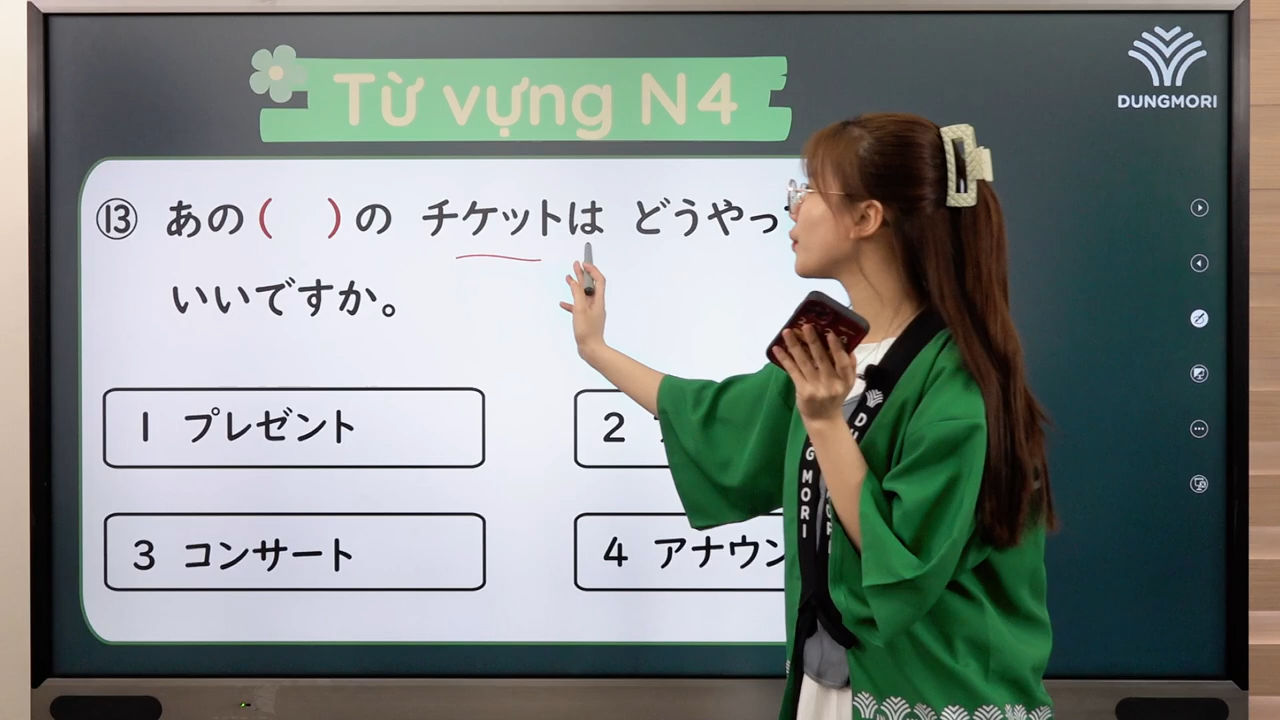 Từ vựng N4
DUNGMORI
⑬ あの( )の チケットは どうやっ
いいですか。
1 プレゼント
2
3 コンサート
4 アナウン
DUNGMORI